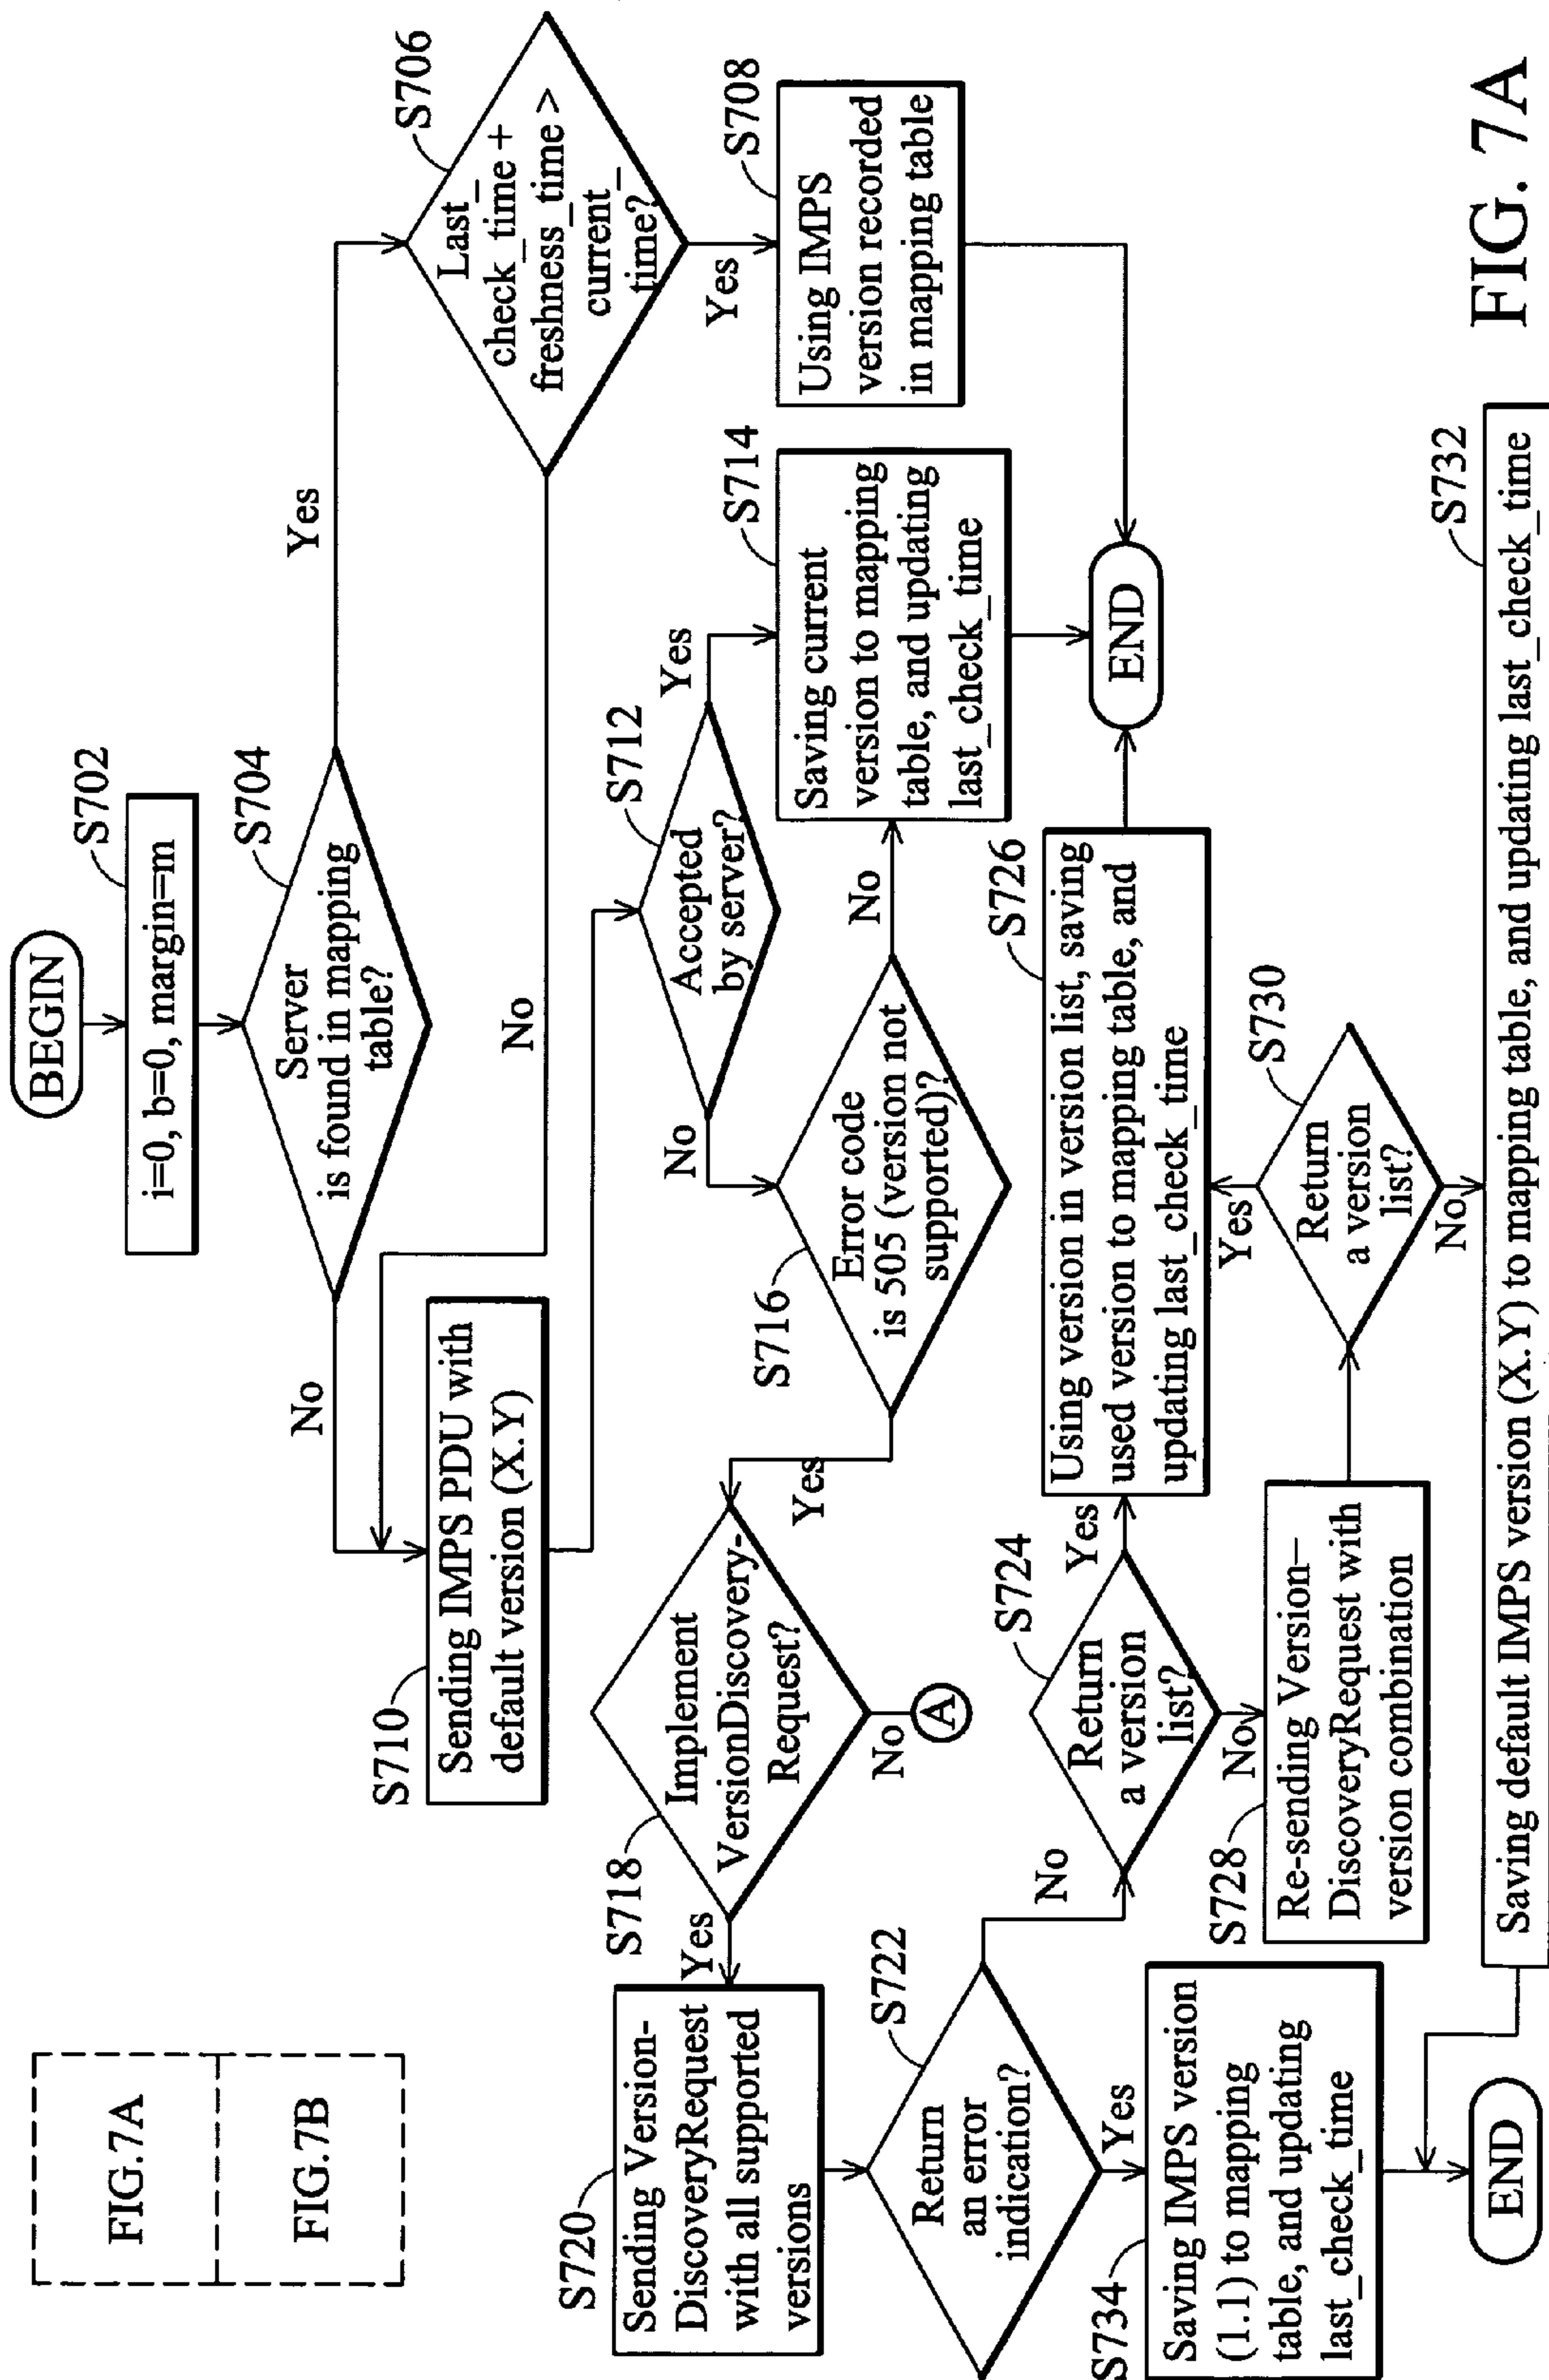 FIG.7A
FIG.7B
BEGIN
S702
i=0, b=0, margin=m
S704
Server
is found in mapping
table?
Yes
No
S706
Last_
check_time +
freshness_time >
current_
time?
No
Yes
S708
Using IMPS
version recorded
in mapping table
S710
Sending IMPS PDU with
default version (X.Y)
S712
Accepted
by server?
Yes
No
S714
Saving current
version to mapping
table, and updating
last_check_time
S716
Error code
is 505 (version not
supported)?
No
Yes
S718
Implement
VersionDiscovery-
Request?
Yes
No
A
S720
Sending Version-
DiscoveryRequest
with all supported
versions
S722
Return
an error
indication?
No
Yes
S724
Return
a version
list?
Yes
No
S726
Using version in version list, saving
used version to mapping table, and
updating last_check_time
END
S728
Re-sending Version–
DiscoveryRequest with
version combination
S730
Return
a version
list?
Yes
No
S732
Saving default IMPS version (X.Y) to mapping table, and updating last_check_time
S734
Saving IMPS version
(1.1) to mapping
table, and updating
last_check_time
END
FIG. 7A